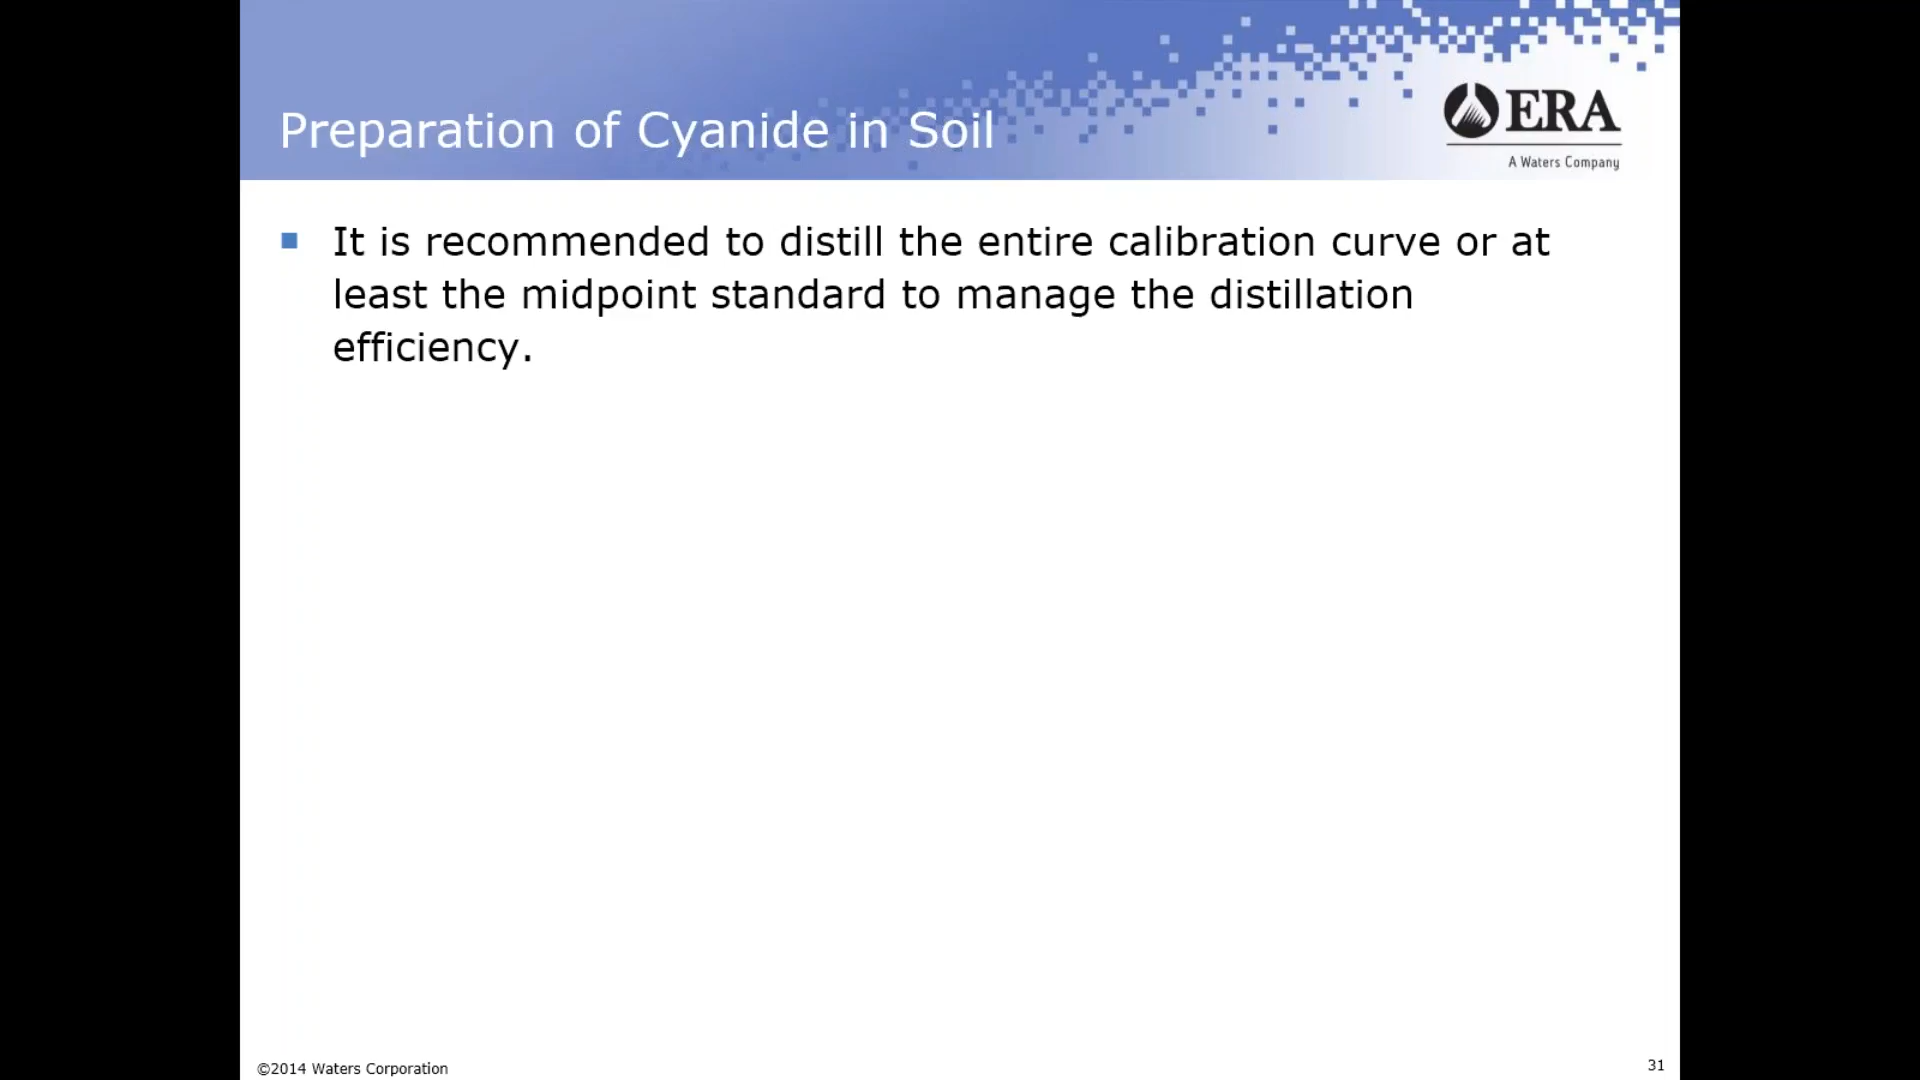 Preparation of Cyanide in Soil
ERA
A Waters Company
■ It is recommended to distill the entire calibration curve or at
least the midpoint standard to manage the distillation
efficiency.
©2014 Waters Corporation
31